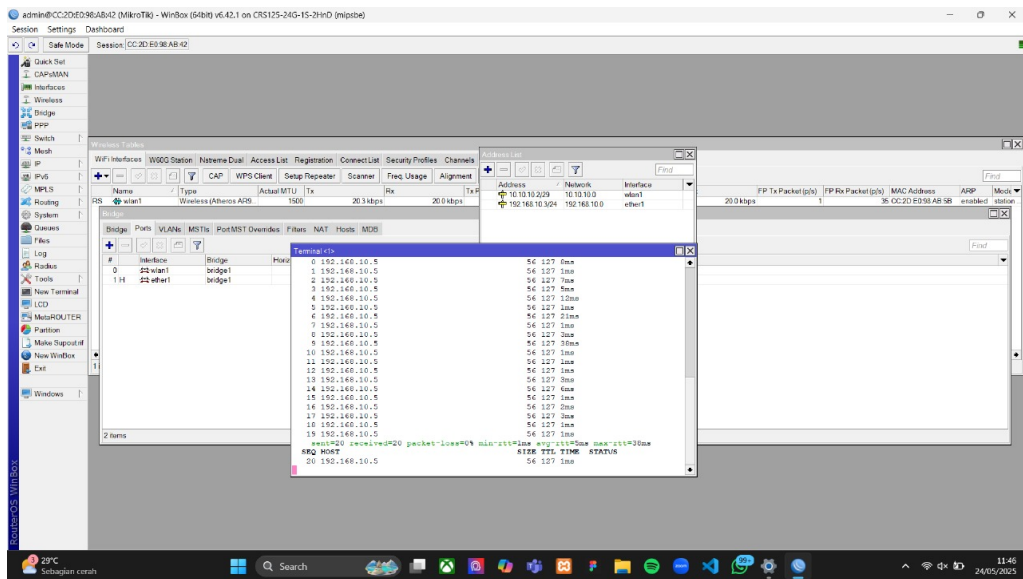 admin@CC:2D:E0:98:AB:42 (MikroTik) - WinBox (64bit) v6.42.1 on CRS125-24G-1S-2HnD (mipsbe)
Session Settings Dashboard
Safe Mode Session: CC:2D:E0:98:AB:42
Quick Set
CAPsMAN
Interfaces
Wireless
Bridge
PPP
Switch
Mesh
IP
IPv6
MPLS
Routing
System
Queues
Files
Log
Radius
Tools
New Terminal
LCD
MetaROUTER
Partition
Make Supout.rif
New WinBox
Exit
Windows
RouterOS WinBox
Wireless Tables
WiFi Interfaces W60G Station Nstreme Dual Access List Registration Connect List Security Profiles Channels
CAP WPS Client Setup Repeater Scanner Freq. Usage Alignment
Find
Name Type Actual MTU Tx Rx Tx P FP Tx Packet (p/s) FP Rx Packet (p/s) MAC Address ARP Mode
RS wlan1 Wireless (Atheros AR9... 1500 20.3 kbps 20.0 kbps 20.0 kbps 1 35 CC:2D:E0:98:AB:5B enabled station...
Address List
Find
Address Network Interface
10.10.10.2/29 10.10.10.0 wlan1
192.168.10.3/24 192.168.10.0 ether1
Bridge
Bridge Ports VLANs MSTIs Port MST Overrides Filters NAT Hosts MDB
Find
# Interface Bridge Horiz
0 wlan1 bridge1
1 H ether1 bridge1
2 items
Terminal <1>
0 192.168.10.5 56 127 8ms
1 192.168.10.5 56 127 1ms
2 192.168.10.5 56 127 7ms
3 192.168.10.5 56 127 5ms
4 192.168.10.5 56 127 12ms
5 192.168.10.5 56 127 1ms
6 192.168.10.5 56 127 21ms
7 192.168.10.5 56 127 1ms
8 192.168.10.5 56 127 3ms
9 192.168.10.5 56 127 38ms
10 192.168.10.5 56 127 1ms
11 192.168.10.5 56 127 1ms
12 192.168.10.5 56 127 1ms
13 192.168.10.5 56 127 3ms
14 192.168.10.5 56 127 6ms
15 192.168.10.5 56 127 1ms
16 192.168.10.5 56 127 2ms
17 192.168.10.5 56 127 3ms
18 192.168.10.5 56 127 1ms
19 192.168.10.5 56 127 1ms
sent=20 received=20 packet-loss=0% min-rtt=1ms avg-rtt=5ms max-rtt=38ms
SEQ HOST SIZE TTL TIME STATUS
20 192.168.10.5 56 127 1ms
29°C
Sebagian cerah
Search
99+
11:46
24/05/2025